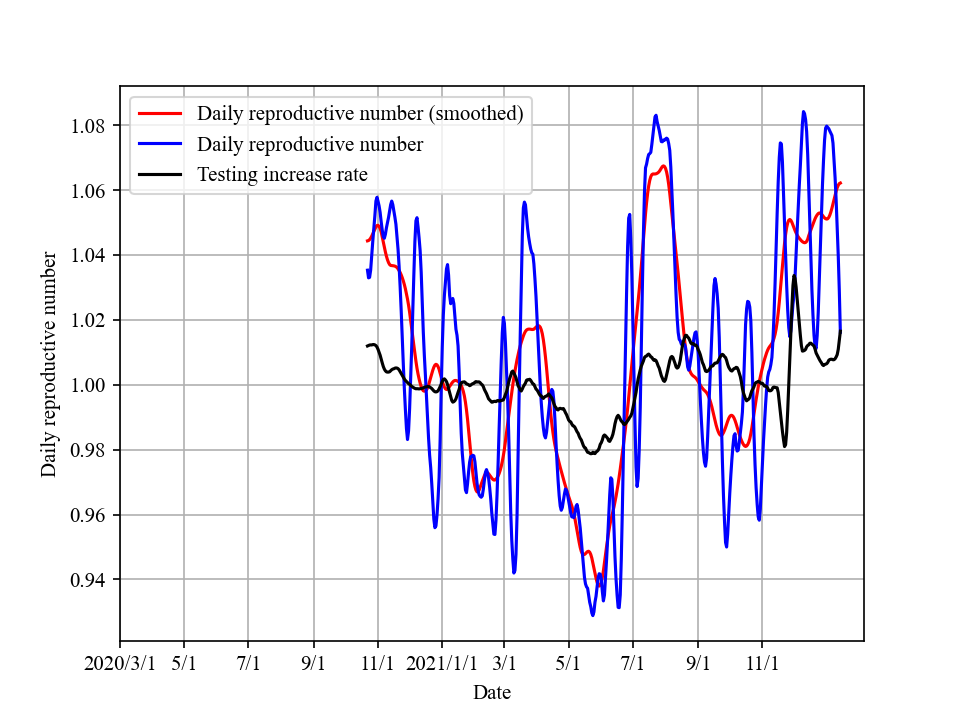 Daily reproductive number (smoothed)
Daily reproductive number
Testing increase rate
Daily reproductive number
1.08
1.06
1.04
1.02
1.00
0.98
0.96
0.94
2020/3/1 5/1 7/1 9/1 11/1 2021/1/1 3/1 5/1 7/1 9/1 11/1
Date